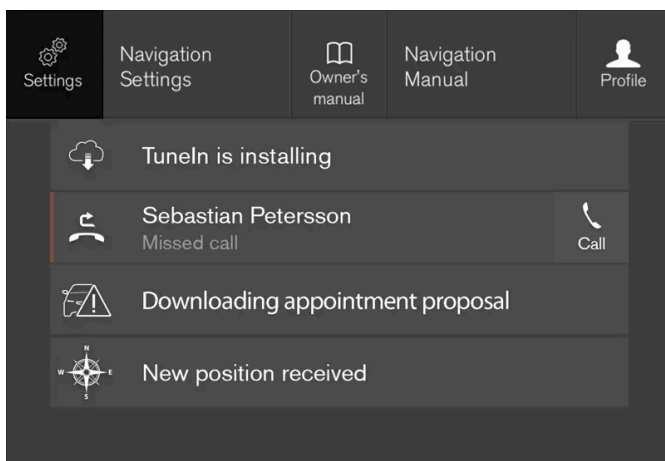 Settings
Navigation
Settings
Owner's
manual
Navigation
Manual
Profile
TuneIn is installing
Sebastian Petersson
Missed call
Call
Downloading appointment proposal
N
W E
S
New position received